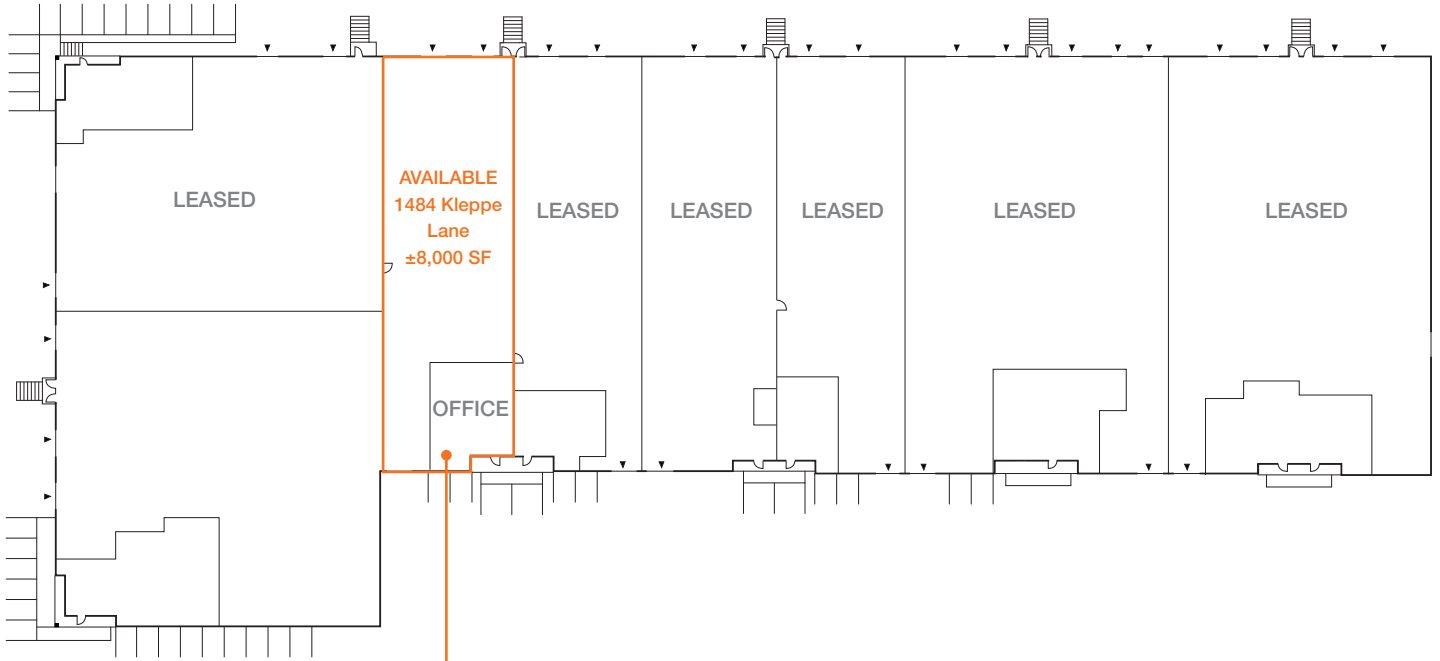 LEASED
AVAILABLE
1484 Kleppe
Lane
±8,000 SF
LEASED
LEASED
LEASED
LEASED
LEASED
OFFICE